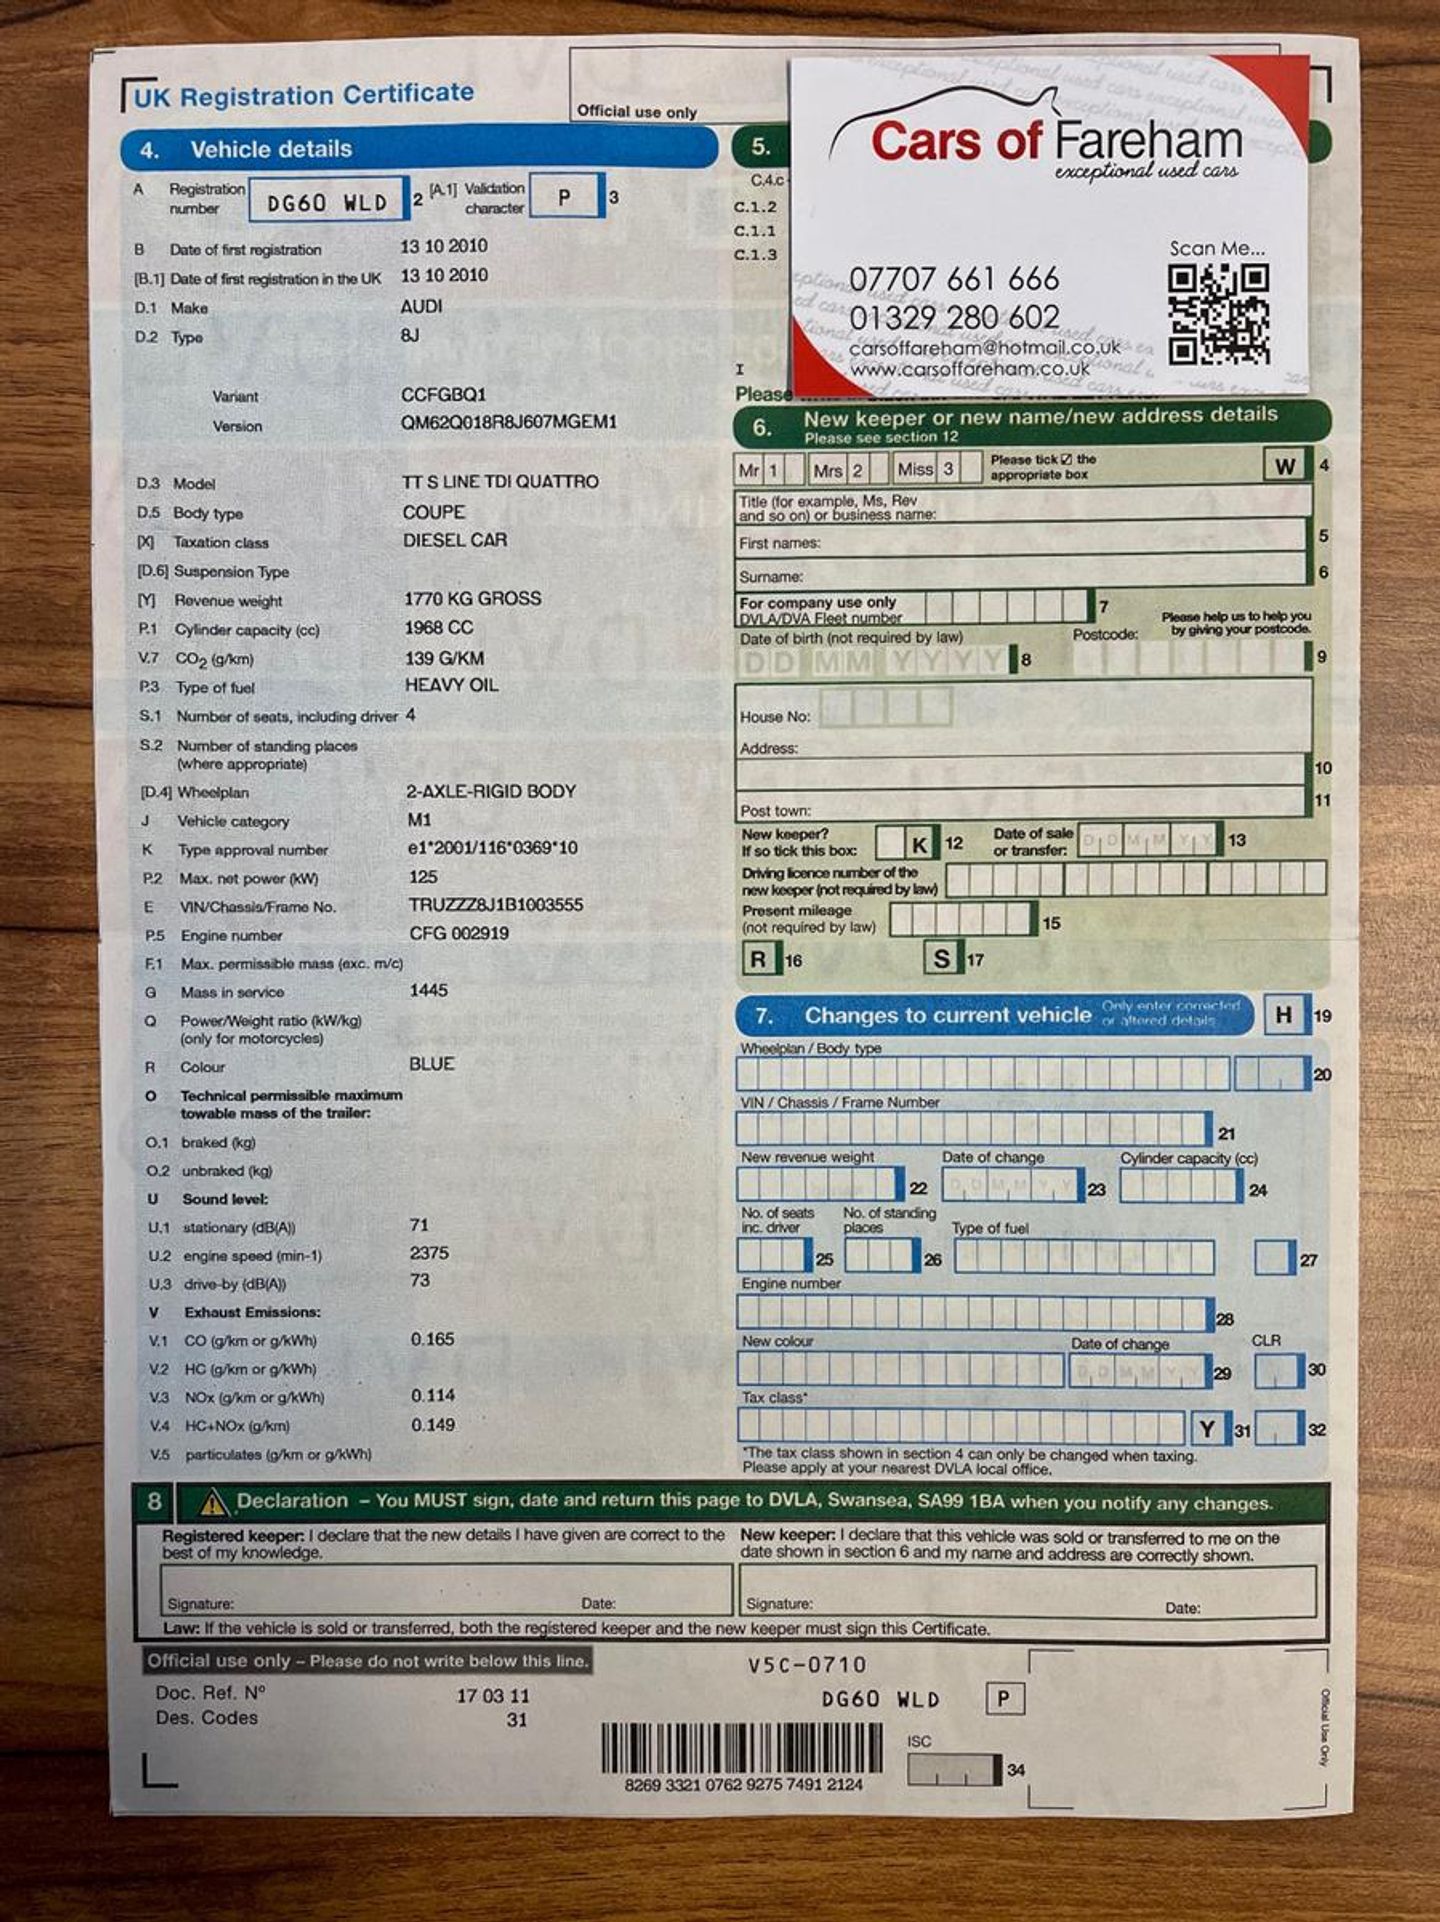 UK Registration Certificate
Official use only
4. Vehicle details
A Registration number DG60 WLD 2 [A.1] Validation character P 3
B Date of first registration 13 10 2010
[B.1] Date of first registration in the UK 13 10 2010
D.1 Make AUDI
D.2 Type 8J
Variant CCFGBQ1
Version QM62Q018R8J607MGEM1
D.3 Model TT S LINE TDI QUATTRO
D.5 Body type COUPE
[X] Taxation class DIESEL CAR
[D.6] Suspension Type
[Y] Revenue weight 1770 KG GROSS
P.1 Cylinder capacity (cc) 1968 CC
V.7 CO2 (g/km) 139 G/KM
P.3 Type of fuel HEAVY OIL
S.1 Number of seats, including driver 4
S.2 Number of standing places
(where appropriate)
[D.4] Wheelplan 2-AXLE-RIGID BODY
J Vehicle category M1
K Type approval number e1*2001/116*0369*10
P.2 Max. net power (kW) 125
E VIN/Chassis/Frame No. TRUZZZ8J1B1003555
P.5 Engine number CFG 002919
F.1 Max. permissible mass (exc. m/c)
G Mass in service 1445
Q Power/Weight ratio (kW/kg)
(only for motorcycles)
R Colour BLUE
O Technical permissible maximum
towable mass of the trailer:
O.1 braked (kg)
O.2 unbraked (kg)
U Sound level:
U.1 stationary (dB(A)) 71
U.2 engine speed (min-1) 2375
U.3 drive-by (dB(A)) 73
V Exhaust Emissions:
V.1 CO (g/km or g/kWh) 0.165
V.2 HC (g/km or g/kWh)
V.3 NOx (g/km or g/kWh) 0.114
V.4 HC+NOx (g/km) 0.149
V.5 particulates (g/km or g/kWh)
5.
C.4.c
C.1.2
C.1.1
C.1.3
I
Please
Cars of Fareham
exceptional used cars
Scan Me...
07707 661 666
01329 280 602
carsoffareham@hotmail.co.uk
www.carsoffareham.co.uk
6. New keeper or new name/new address details
Please see section 12
Mr 1 Mrs 2 Miss 3 Please tick ☑ the appropriate box W 4
Title (for example, Ms, Rev
and so on) or business name:
First names: 5
Surname: 6
For company use only
DVLA/DVA Fleet number 7
Please help us to help you
by giving your postcode.
Date of birth (not required by law) Postcode:
DD MM YYYY 8 9
House No:
Address:
10
Post town: 11
New keeper?
If so tick this box: K 12 Date of sale or transfer: D D M M Y Y 13
Driving licence number of the
new keeper (not required by law)
Present mileage
(not required by law) 15
R 16 S 17
7. Changes to current vehicle Only enter corrected or altered details H 19
Wheelplan / Body type
20
VIN / Chassis / Frame Number
21
New revenue weight Date of change Cylinder capacity (cc)
22 D D M M Y Y 23 24
No. of seats inc. driver No. of standing places Type of fuel
25 26 27
Engine number
28
New colour Date of change CLR
D D M M Y Y 29 30
Tax class*
Y 31 32
*The tax class shown in section 4 can only be changed when taxing.
Please apply at your nearest DVLA local office.
8 Declaration – You MUST sign, date and return this page to DVLA, Swansea, SA99 1BA when you notify any changes.
Registered keeper: I declare that the new details I have given are correct to the
best of my knowledge.
Signature: Date:
New keeper: I declare that this vehicle was sold or transferred to me on the
date shown in section 6 and my name and address are correctly shown.
Signature: Date:
Law: If the vehicle is sold or transferred, both the registered keeper and the new keeper must sign this Certificate.
Official use only – Please do not write below this line.
Doc. Ref. Nº 17 03 11
Des. Codes 31
V5C-0710
DG60 WLD P
8269 3321 0762 9275 7491 2124
ISC
34
Official Use Only